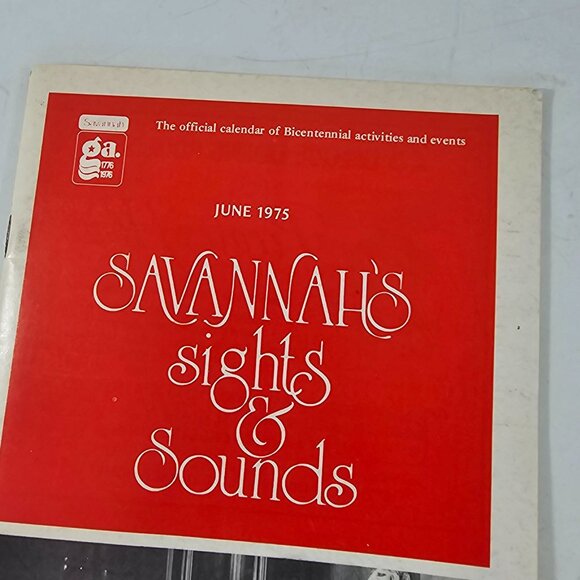 Savannah
The official calendar of Bicentennial activities and events
ga.
1776
1976
JUNE 1975
SAVANNAH'S
sights
&
Sounds